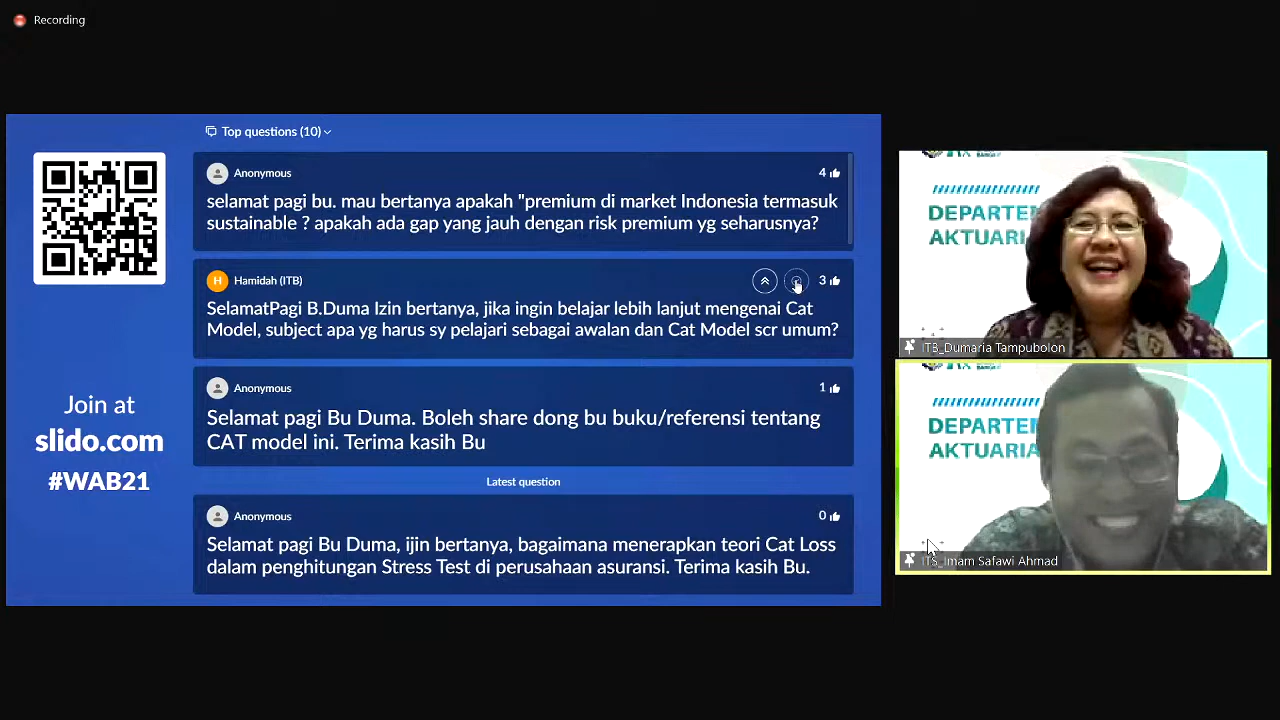 Recording
Top questions (10)
Anonymous
4
selamat pagi bu. mau bertanya apakah "premium di market Indonesia termasuk
sustainable ? apakah ada gap yang jauh dengan risk premium yg seharusnya?
H
Hamidah (ITB)
3
SelamatPagi B.Duma Izin bertanya, jika ingin belajar lebih lanjut mengenai Cat
Model, subject apa yg harus sy pelajari sebagai awalan dan Cat Model scr umum?
Anonymous
1
Selamat pagi Bu Duma. Boleh share dong bu buku/referensi tentang
CAT model ini. Terima kasih Bu
Latest question
Anonymous
0
Selamat pagi Bu Duma, ijin bertanya, bagaimana menerapkan teori Cat Loss
dalam penghitungan Stress Test di perusahaan asuransi. Terima kasih Bu.
Join at
slido.com
#WAB21
DEPARTEM
AKTUARI
ITB_Dumaria Tampubolon
DEPARTEM
AKTUARIA
ITS_Imam Safawi Ahmad